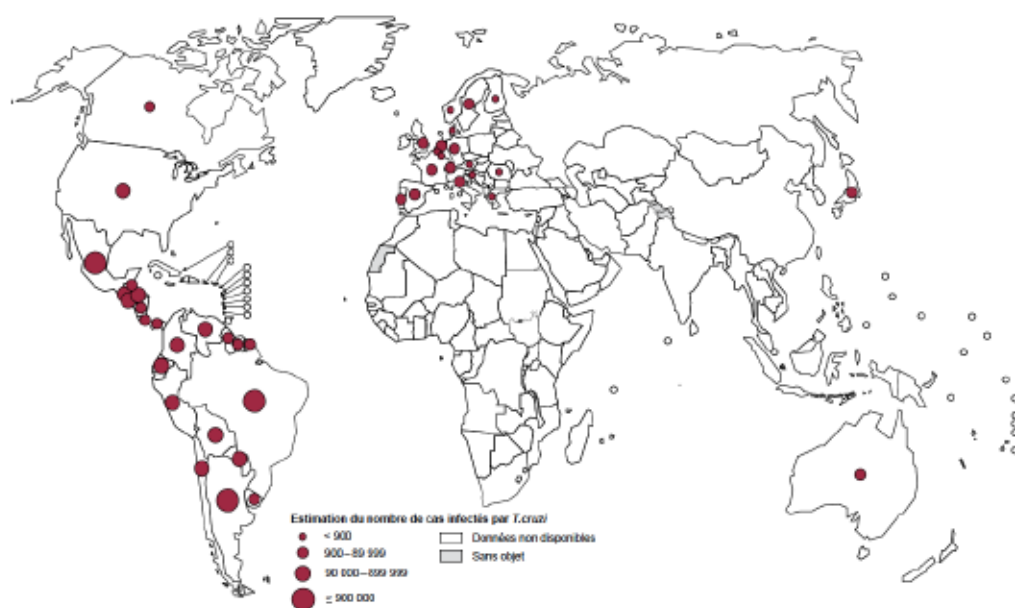 Estimation du nombre de cas infectés par T.cruzi
< 900
900–89 999
90 000–899 999
≥ 900 000
Données non disponibles
Sans objet